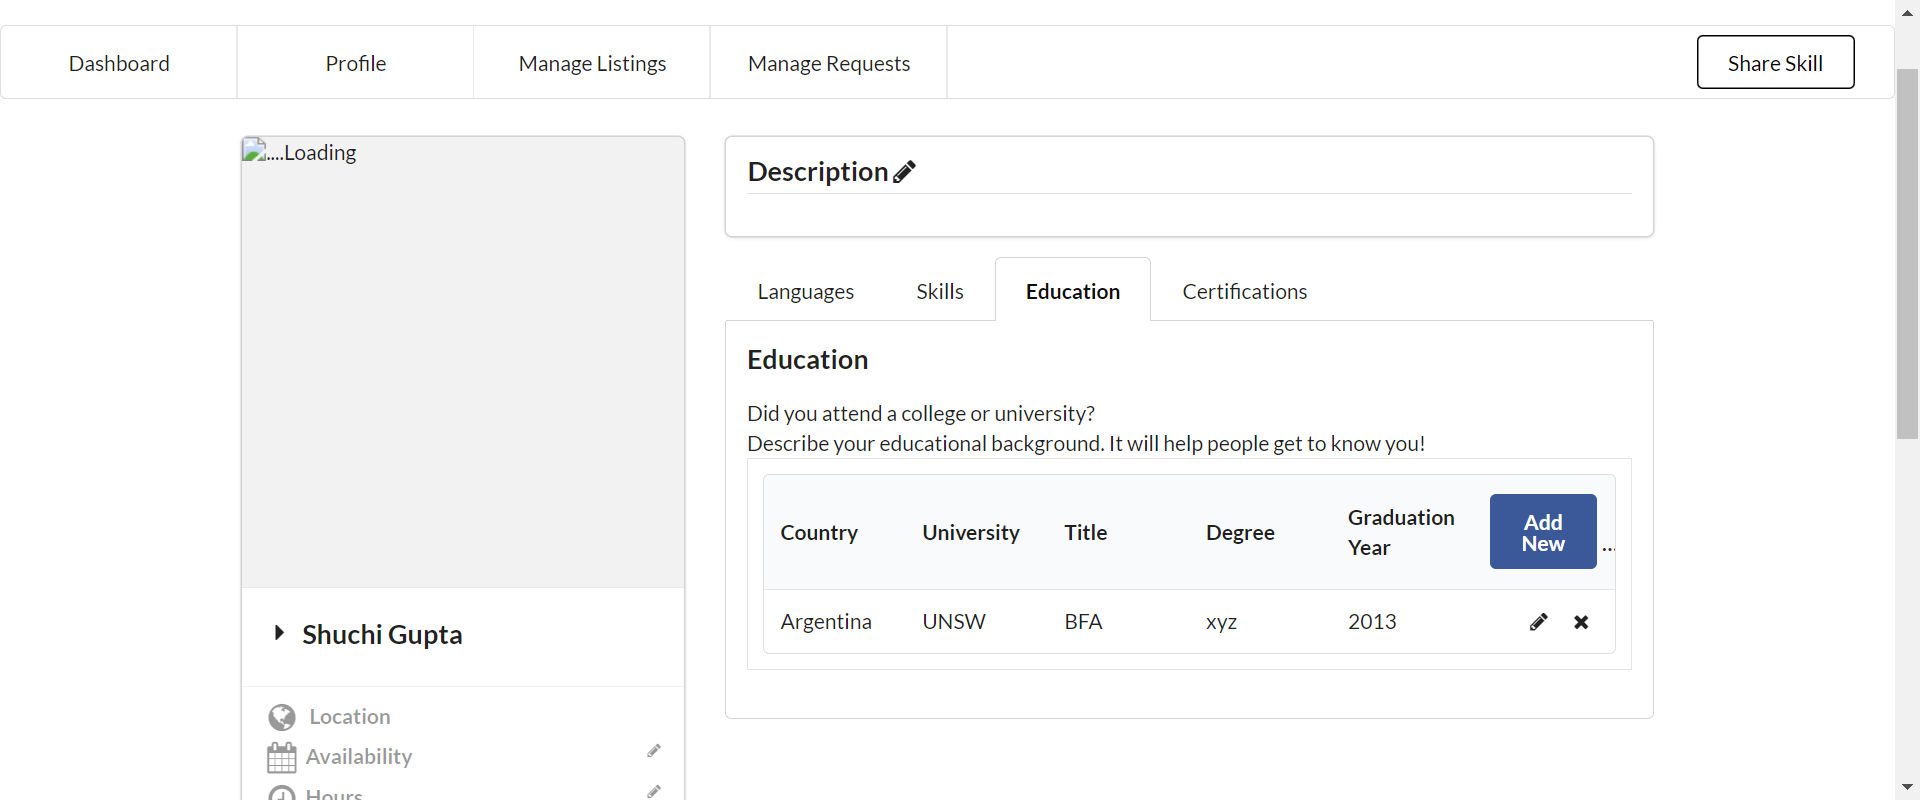 Dashboard
Profile
Manage Listings
Manage Requests
Share Skill
....Loading
Shuchi Gupta
Location
Availability
Hours
Description
Languages
Skills
Education
Certifications
Education
Did you attend a college or university?
Describe your educational background. It will help people get to know you!
Country
University
Title
Degree
Graduation
Year
Add
New
...
Argentina
UNSW
BFA
xyz
2013